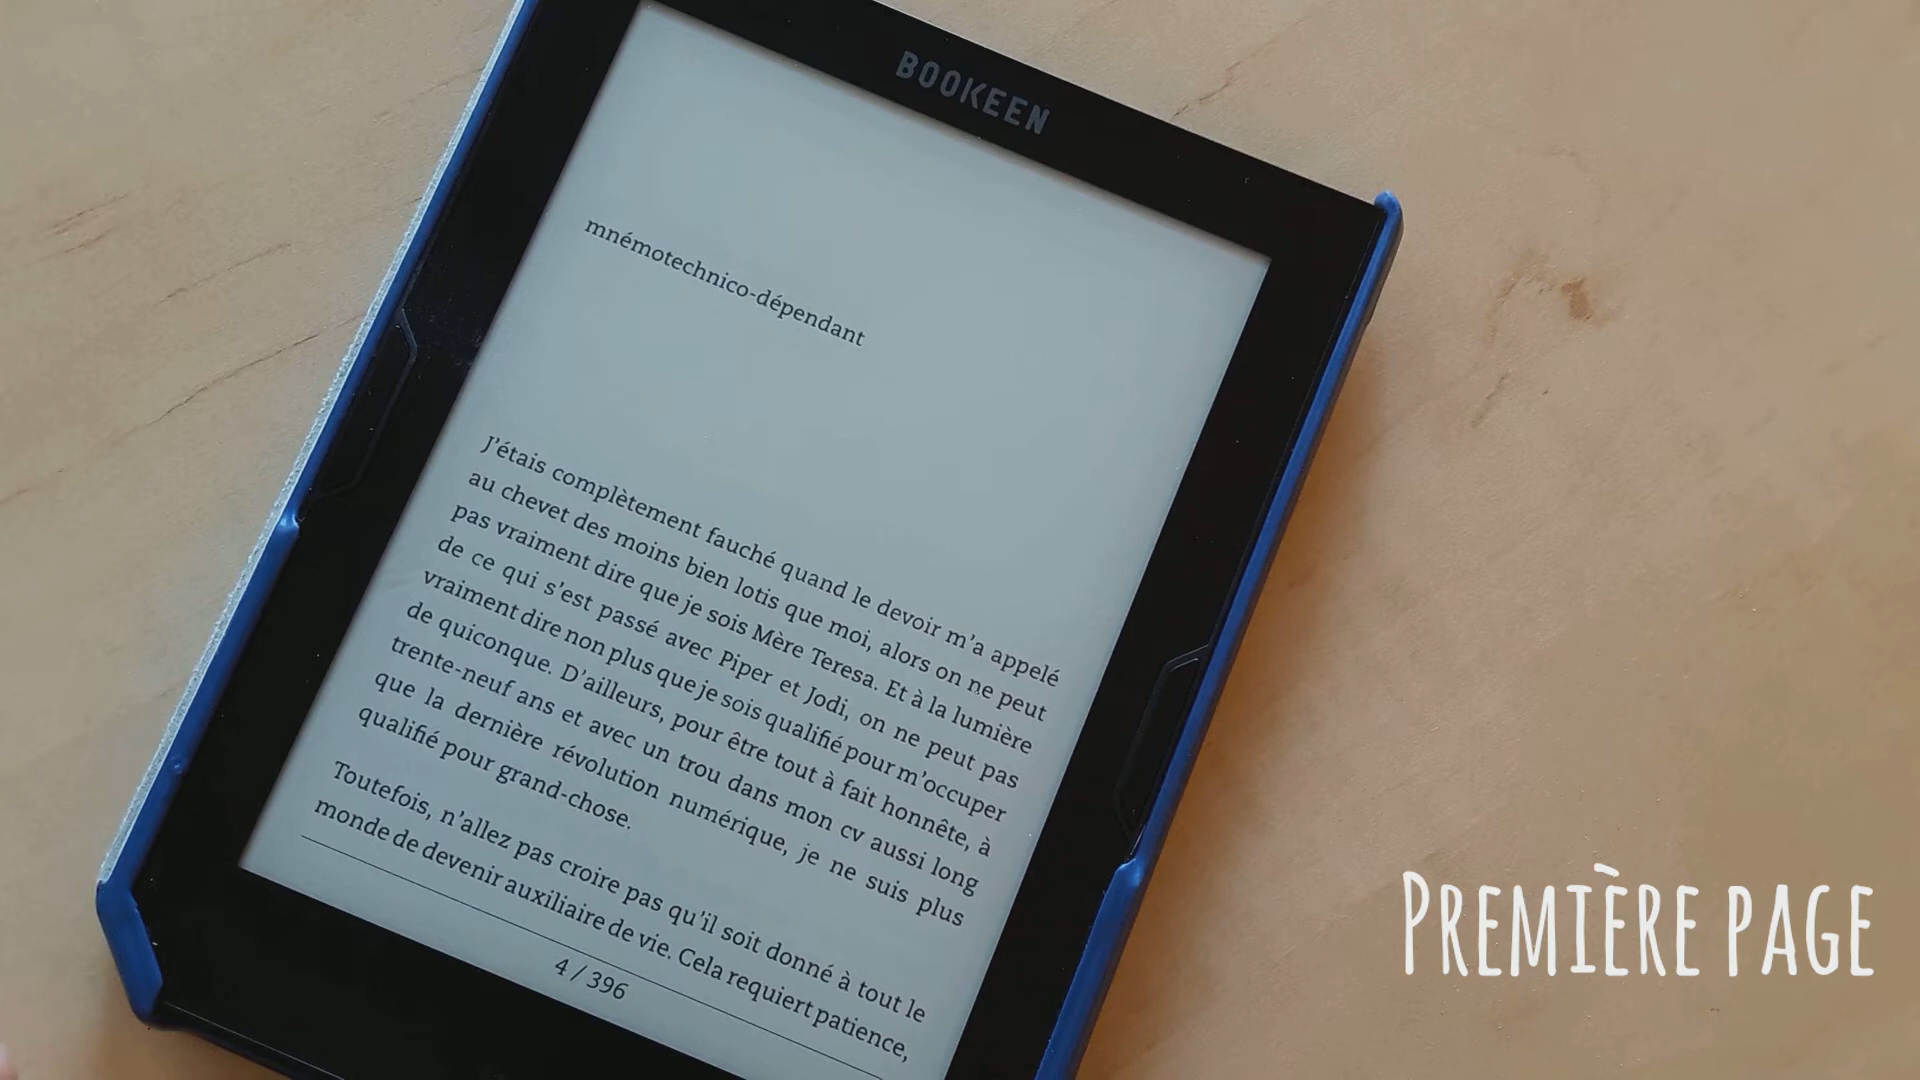 BOOKEEN
mnémotechnico-dépendant
J'étais complètement fauché quand le devoir m'a appelé
au chevet des moins bien lotis que moi, alors on ne peut
pas vraiment dire que je sois Mère Teresa. Et à la lumière
de ce qui s'est passé avec Piper et Jodi, on ne peut pas
vraiment dire non plus que je sois qualifié pour m'occuper
de quiconque. D'ailleurs, pour être tout à fait honnête, à
trente-neuf ans et avec un trou dans mon cv aussi long
que la dernière révolution numérique, je ne suis plus
qualifié pour grand-chose.
Toutefois, n'allez pas croire pas qu'il soit donné à tout le
monde de devenir auxiliaire de vie. Cela requiert patience,
4 / 396
PREMIÈRE PAGE